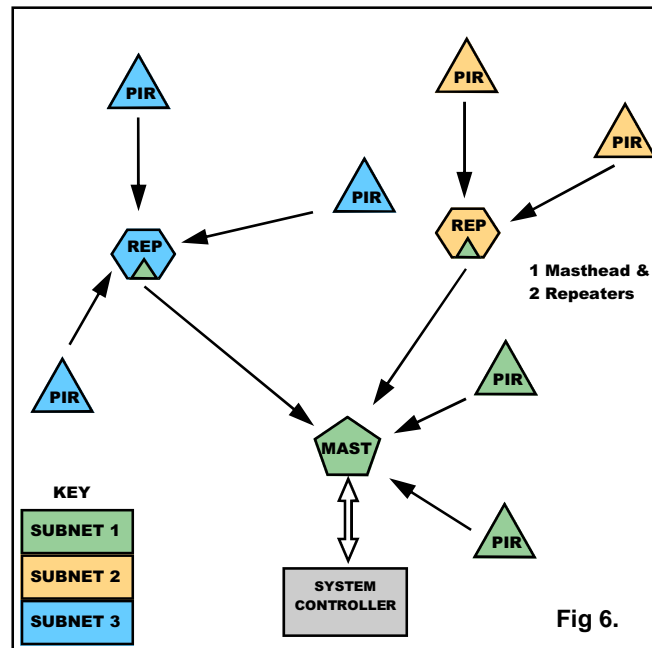 PIR
PIR
PIR
PIR
REP
REP
1 Masthead &
2 Repeaters
PIR
PIR
MAST
PIR
KEY
SUBNET 1
SUBNET 2
SUBNET 3
SYSTEM
CONTROLLER
Fig 6.